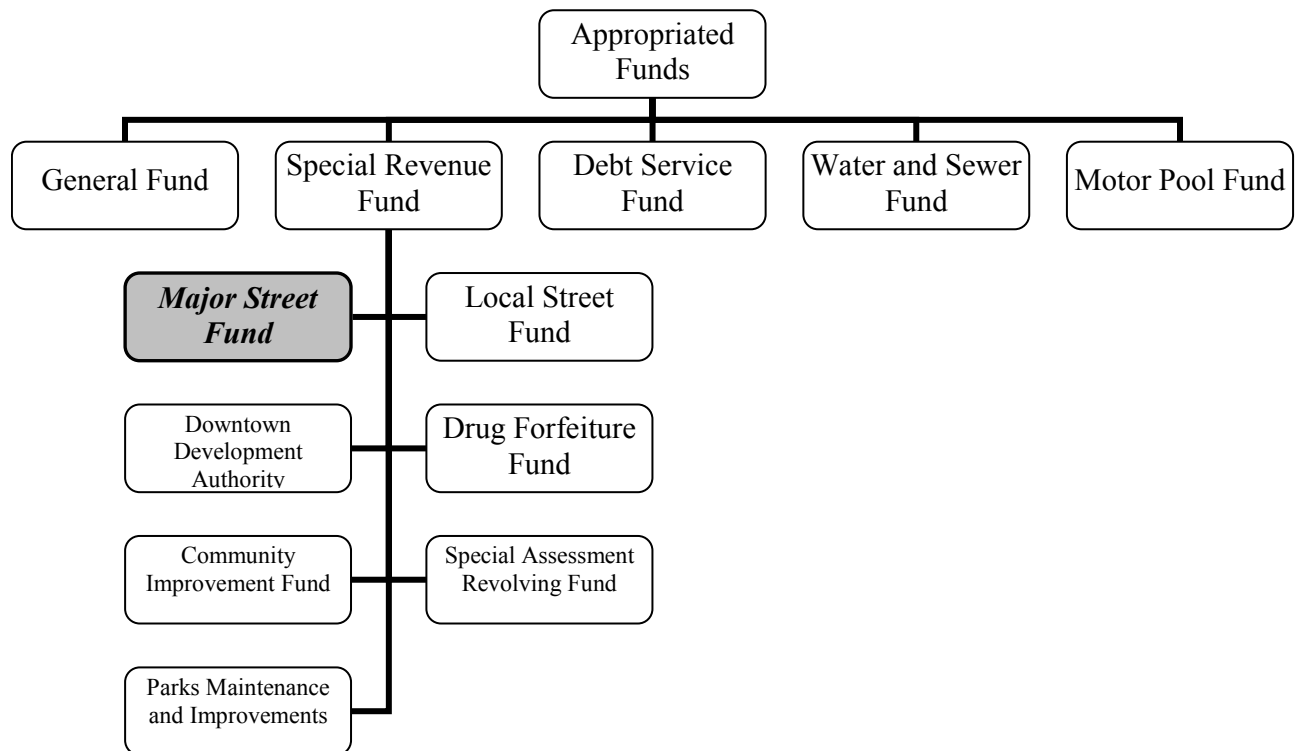 Appropriated
Funds
General Fund
Special Revenue
Fund
Debt Service
Fund
Water and Sewer
Fund
Motor Pool Fund
Major Street
Fund
Local Street
Fund
Downtown
Development
Authority
Drug Forfeiture
Fund
Community
Improvement Fund
Special Assessment
Revolving Fund
Parks Maintenance
and Improvements